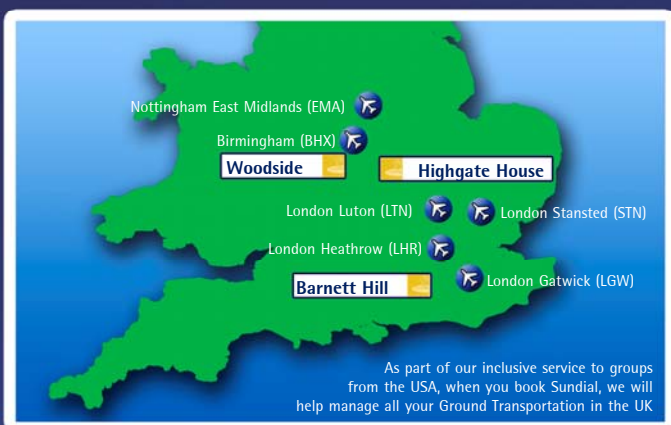 Nottingham East Midlands (EMA)
Birmingham (BHX)
Woodside
Highgate House
London Luton (LTN)
London Stansted (STN)
London Heathrow (LHR)
London Gatwick (LGW)
Barnett Hill
As part of our inclusive service to groups
from the USA, when you book Sundial, we will
help manage all your Ground Transportation in the UK